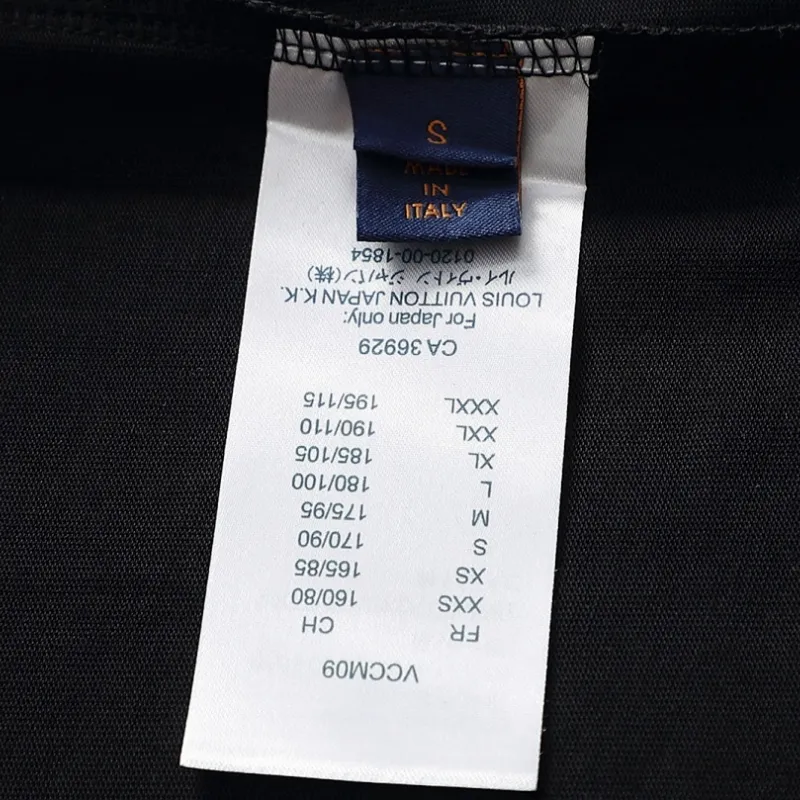 S
MADE
IN
ITALY
VCCM09
FR CH
XXS 160/80
XS 165/85
S 170/90
M 175/95
L 180/100
XL 185/105
XXL 190/110
XXXL 195/115
CA 36929
For Japan only:
LOUIS VUITTON JAPAN K.K.
ルイ・ヴィトン ジャパン(株)
0120-00-1854